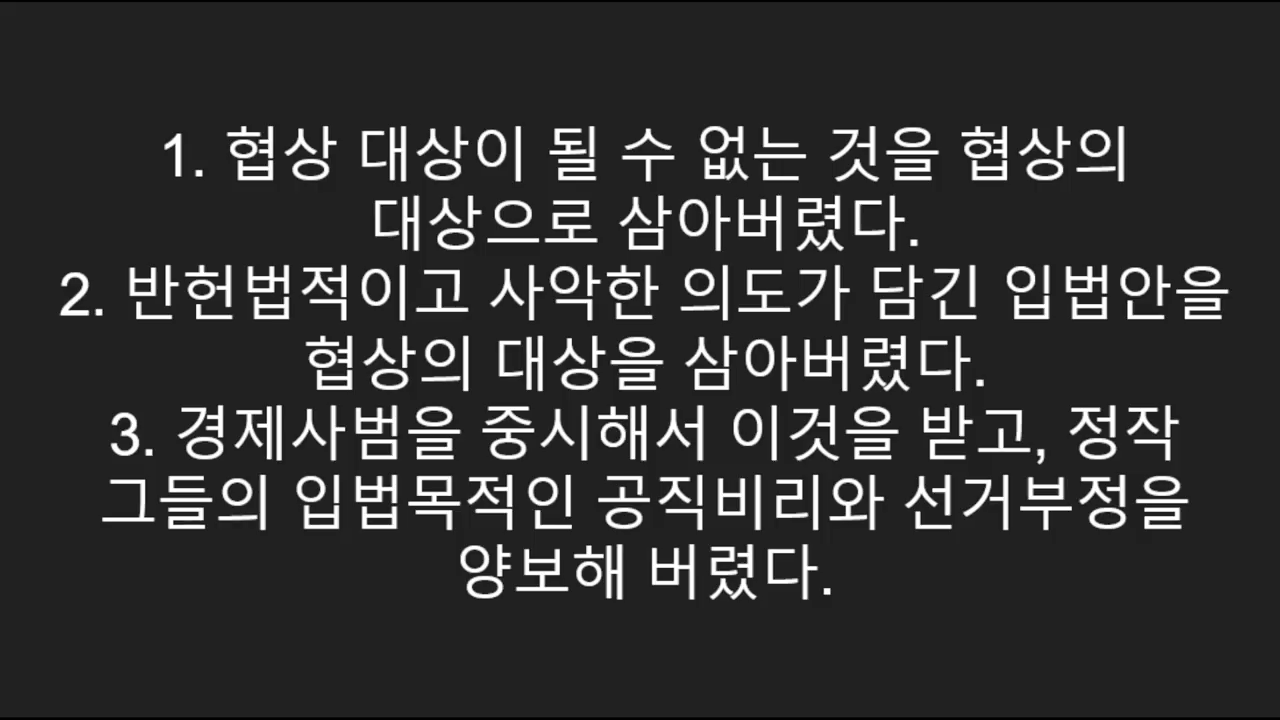 1. 협상 대상이 될 수 없는 것을 협상의
대상으로 삼아버렸다.
2. 반헌법적이고 사악한 의도가 담긴 입법안을
협상의 대상을 삼아버렸다.
3. 경제사범을 중시해서 이것을 받고, 정작
그들의 입법목적인 공직비리와 선거부정을
양보해 버렸다.